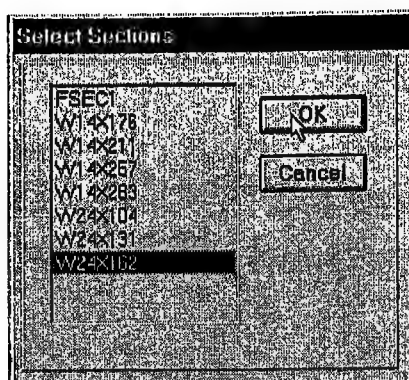 Select Sections
FSEC1
W14X176
W14X211
W14X257
W14X283
W24X104
W24X131
W24X162
OK
Cancel